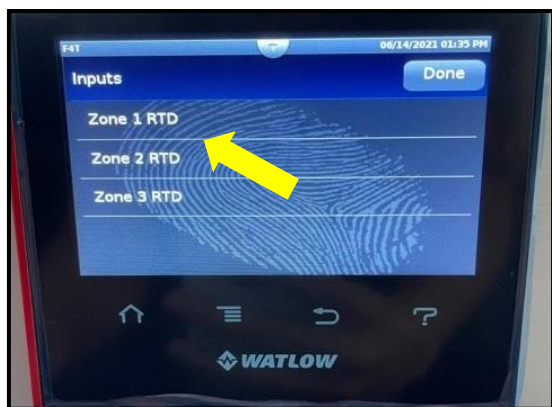 F4T 06/14/2021 01:35 PM
Inputs Done
Zone 1 RTD
Zone 2 RTD
Zone 3 RTD
?
WATLOW